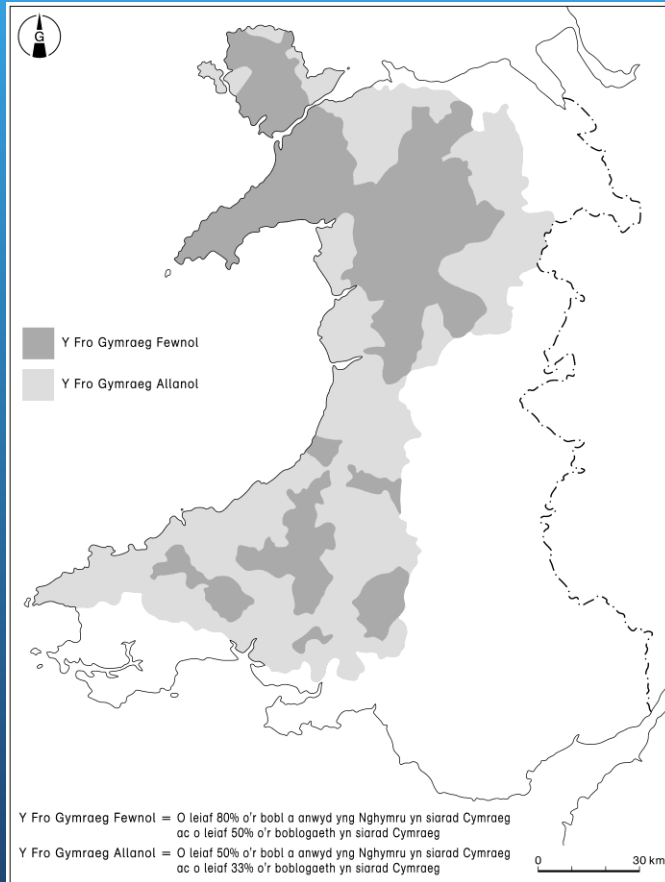 G
Y Fro Gymraeg Fewnol
Y Fro Gymraeg Allanol
Y Fro Gymraeg Fewnol = O leiaf 80% o'r bobl a anwyd yng Nghymru yn siarad Cymraeg
ac o leiaf 50% o'r boblogaeth yn siarad Cymraeg
Y Fro Gymraeg Allanol = O leiaf 50% o'r bobl a anwyd yng Nghymru yn siarad Cymraeg
ac o leiaf 33% o'r boblogaeth yn siarad Cymraeg
0 30 km